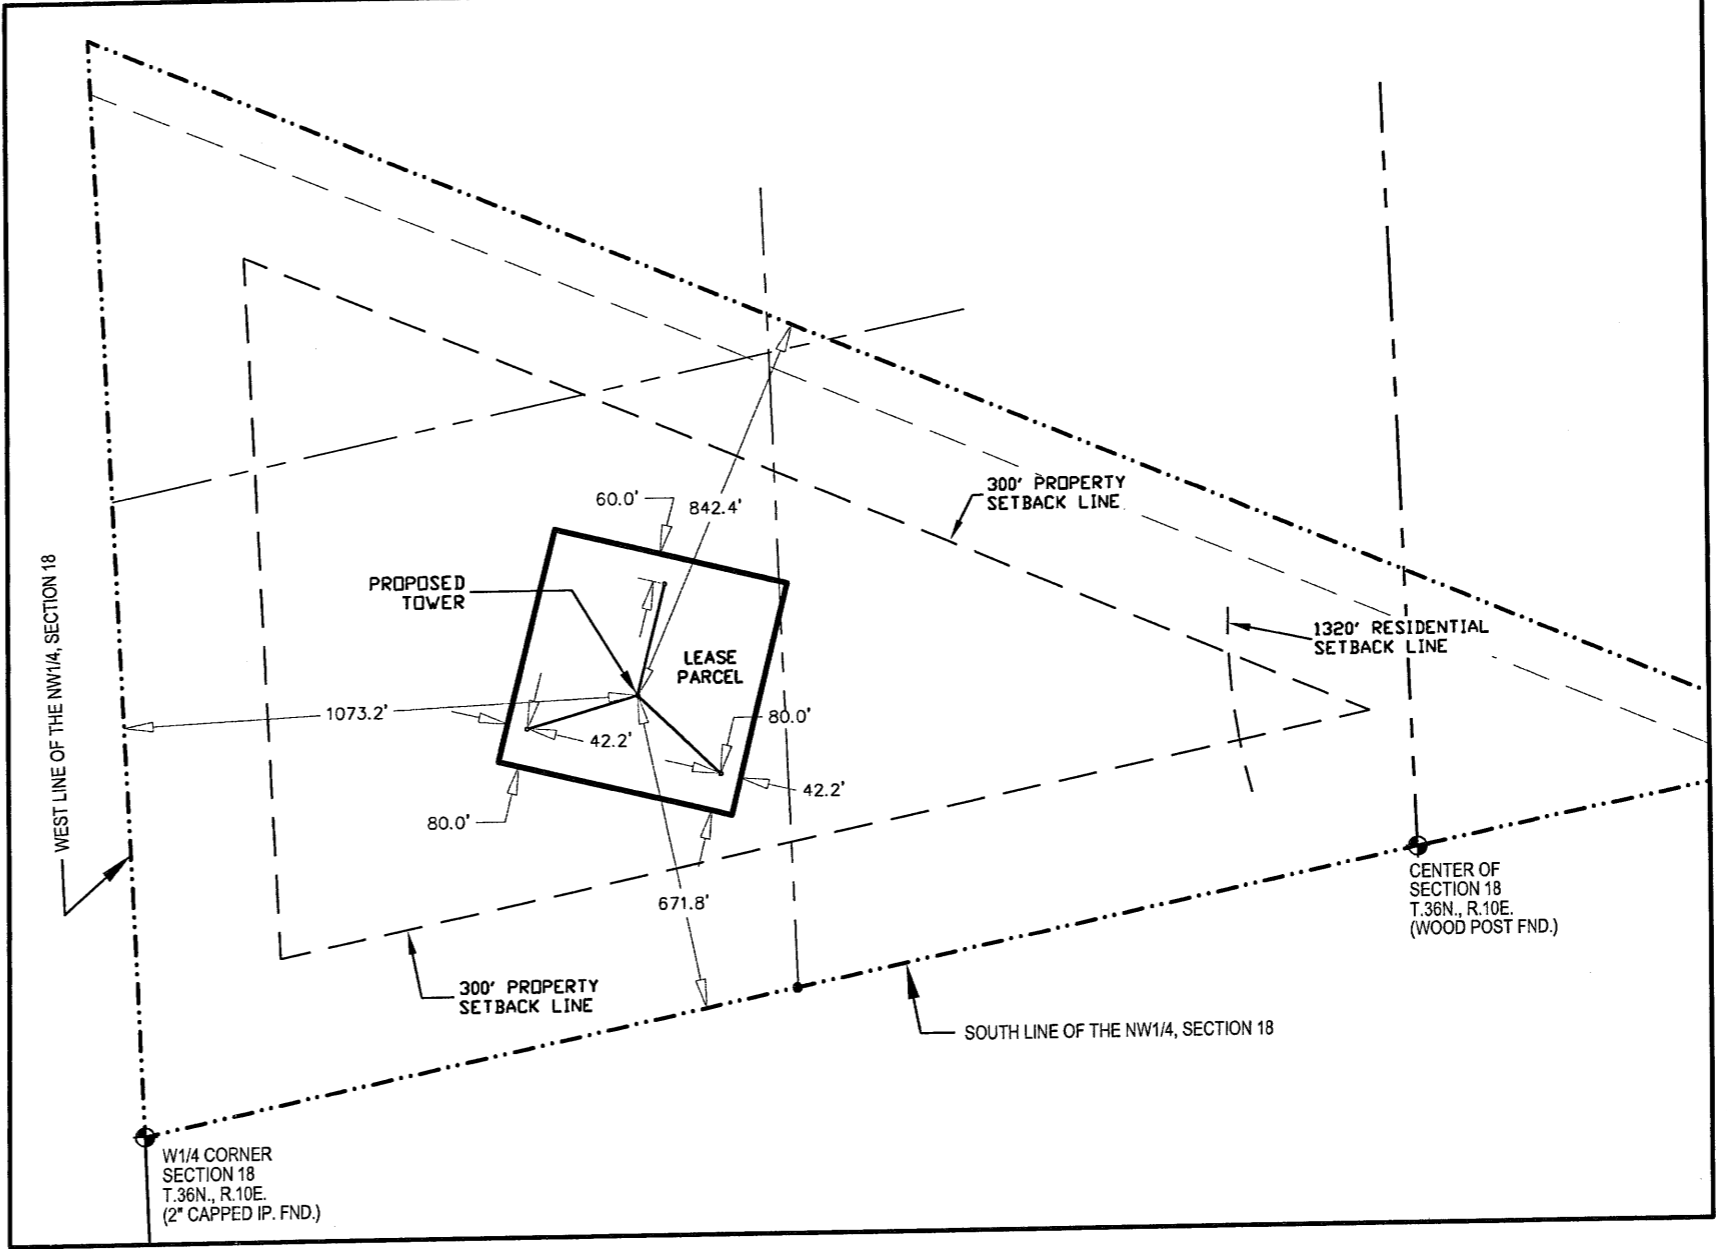 60.0'
842.4'
300' PROPERTY
SETBACK LINE
PROPOSED
TOWER
WEST LINE OF THE NW1/4, SECTION 18
1320' RESIDENTIAL
SETBACK LINE
LEASE
PARCEL
1073.2'
80.0'
42.2'
42.2'
80.0'
671.8'
CENTER OF
SECTION 18
T.36N., R.10E.
(WOOD POST FND.)
300' PROPERTY
SETBACK LINE
SOUTH LINE OF THE NW1/4, SECTION 18
W1/4 CORNER
SECTION 18
T.36N., R.10E.
(2" CAPPED IP. FND.)